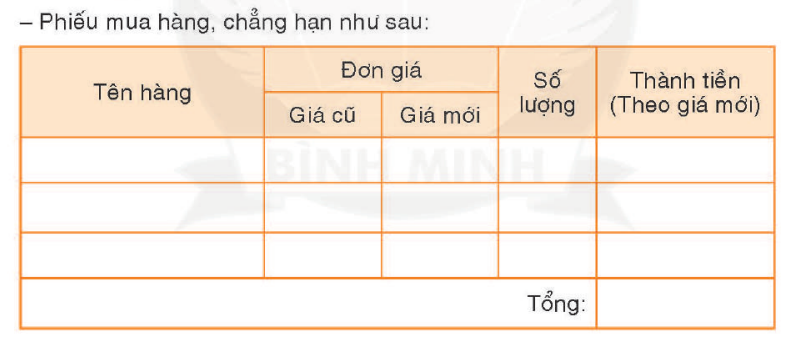 – Phiếu mua hàng, chẳng hạn như sau:
Tên hàng
Đơn giá
Giá cũ
Giá mới
Số
lượng
Thành tiền
(Theo giá mới)
BÌNH MINH
Tổng: